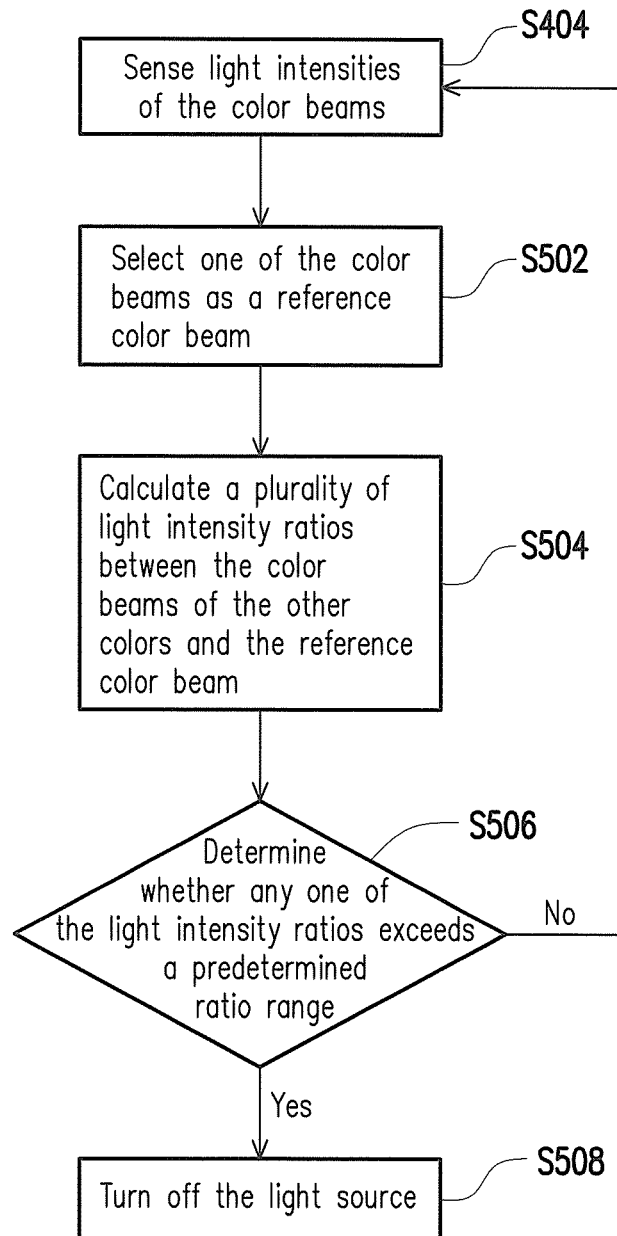 S404
Sense light intensities
of the color beams
Select one of the color
beams as a reference
color beam
S502
Calculate a plurality of
light intensity ratios
between the color
beams of the other
colors and the reference
color beam
S504
S506
Determine
whether any one of
the light intensity ratios exceeds
a predetermined
ratio range
No
Yes
S508
Turn off the light source